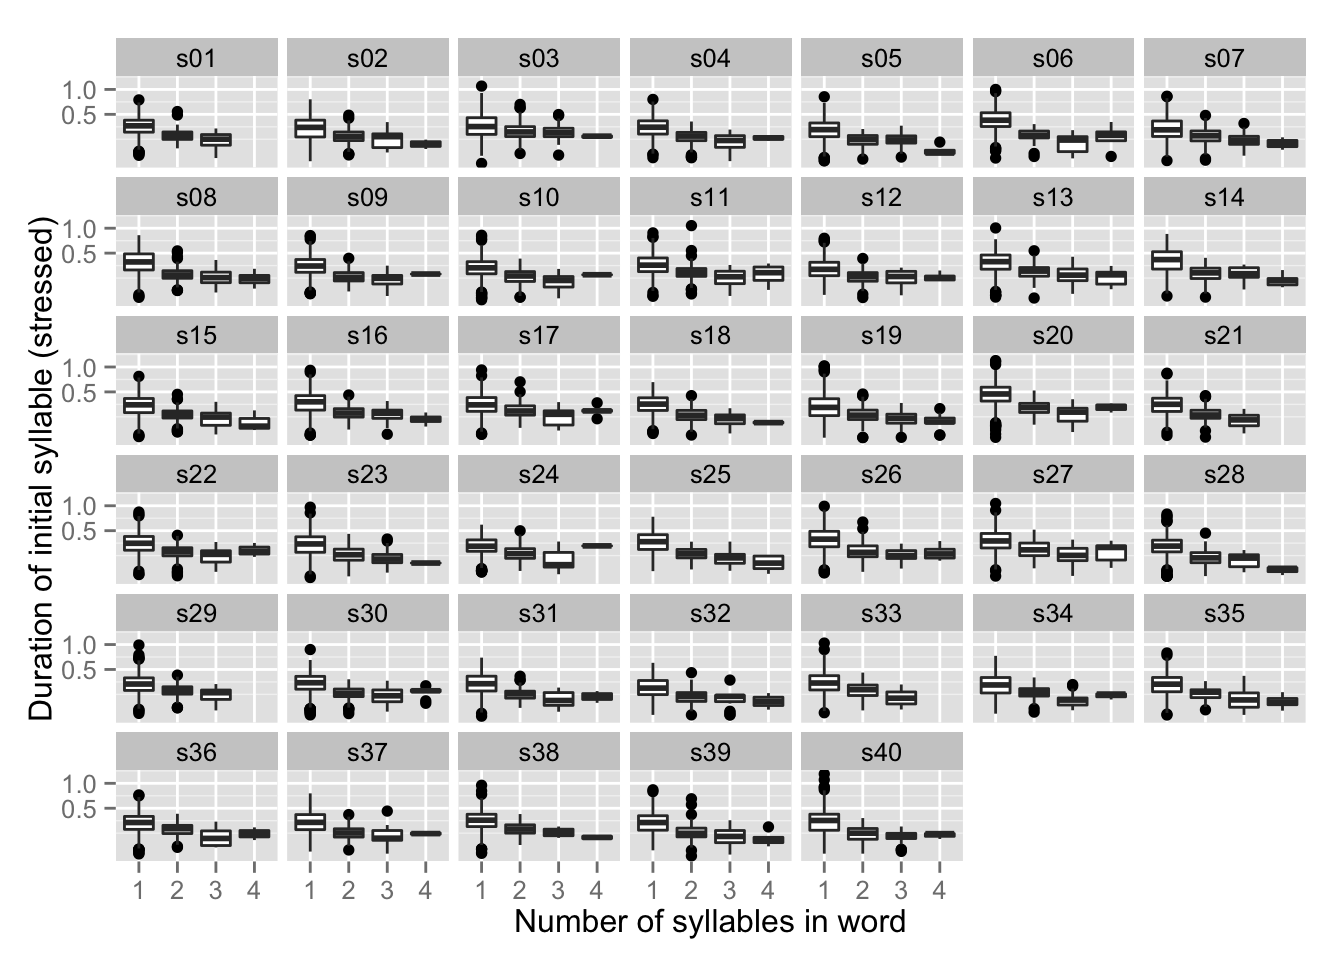 s01 s02 s03 s04 s05 s06 s07
1.0
0.5
s08 s09 s10 s11 s12 s13 s14
1.0
0.5
s15 s16 s17 s18 s19 s20 s21
1.0
0.5
s22 s23 s24 s25 s26 s27 s28
1.0
0.5
s29 s30 s31 s32 s33 s34 s35
1.0
0.5
s36 s37 s38 s39 s40
1.0
0.5
1 2 3 4 1 2 3 4 1 2 3 4 1 2 3 4 1 2 3 4
Number of syllables in word
Duration of initial syllable (stressed)